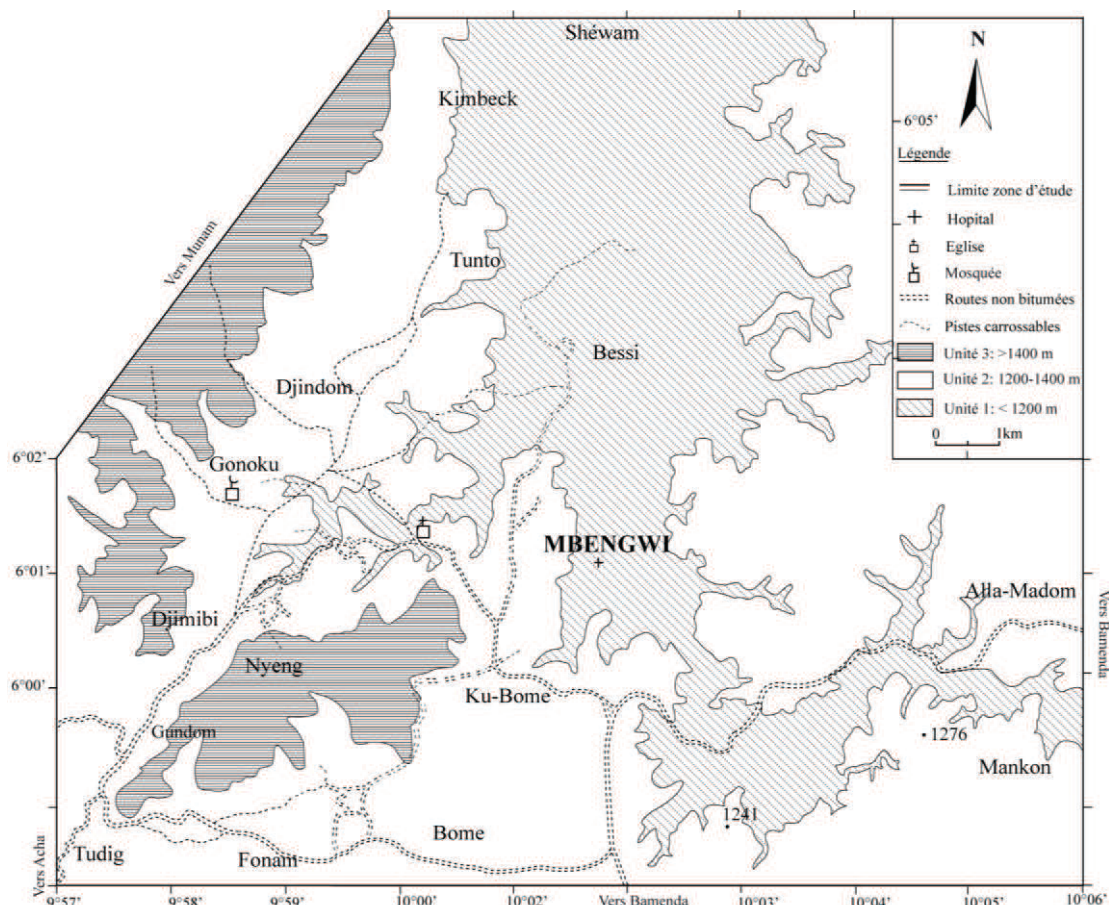 Shéwam
N
Kimbeck
6°05'
Légende
Limite zone d'étude
Hopital
Vers Munam
Eglise
Tunto
Mosquée
Routes non bitumées
Pistes carrossables
Bessi
Unité 3: >1400 m
Djindom
Unité 2: 1200-1400 m
Unité 1: < 1200 m
0 1km
6°02'
Gonoku
MBENGWI
6°01'
Alla-Madom
Djimibi
Vers Bamenda
Nyeng
6°00'
Ku-Bome
Gundom
1276
Mankon
1241
Bome
Tudig
Fonam
Vers Acha
9°57'
9°58'
9°59'
10°00'
10°02'
Vers Bamenda
10°03'
10°04'
10°05'
10°06'